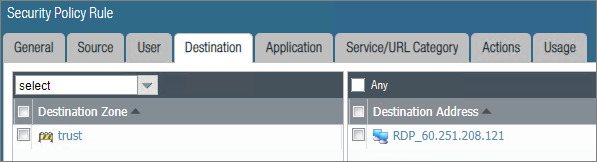 Security Policy Rule
General Source User Destination Application Service/URL Category Actions Usage
select Any
Destination Zone Destination Address
trust RDP_60.251.208.121